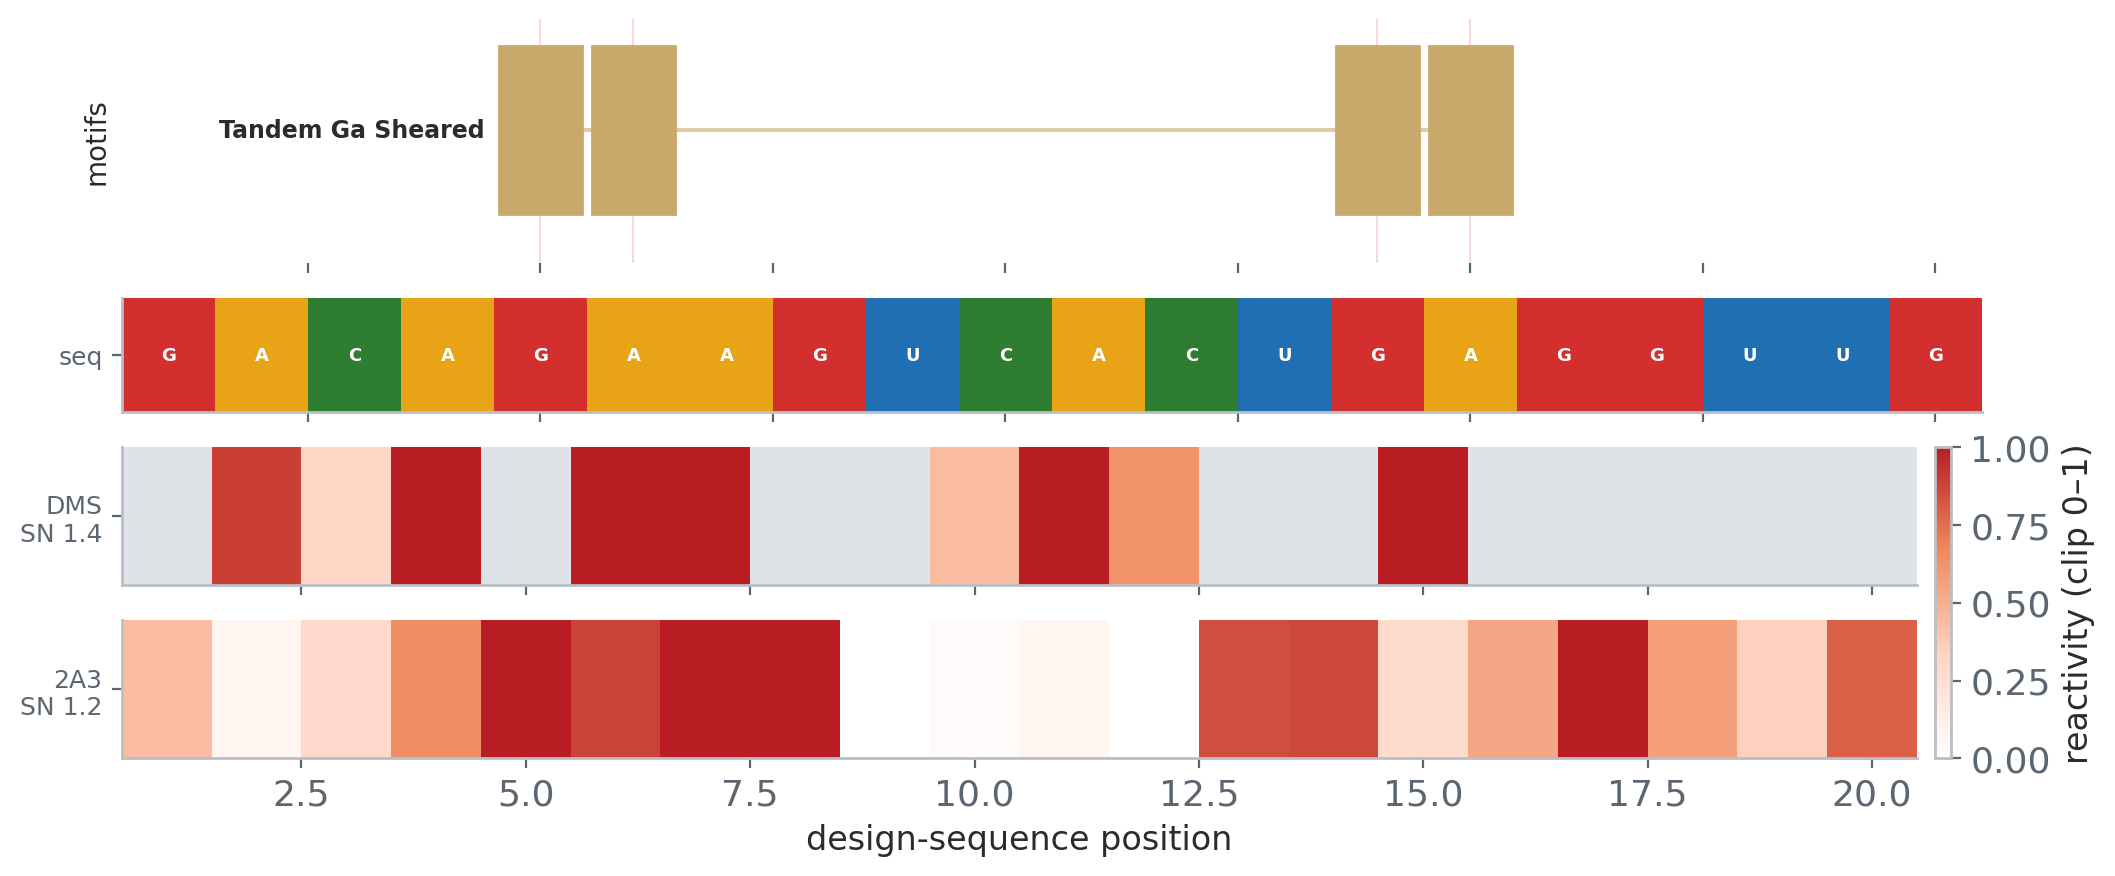 motifs
Tandem Ga Sheared
seq
G A C A G A A G U C A C U G A G G U U G
DMS
SN 1.4
2A3
SN 1.2
1.00
0.75
0.50
0.25
0.00
reactivity (clip 0–1)
2.5 5.0 7.5 10.0 12.5 15.0 17.5 20.0
design-sequence position